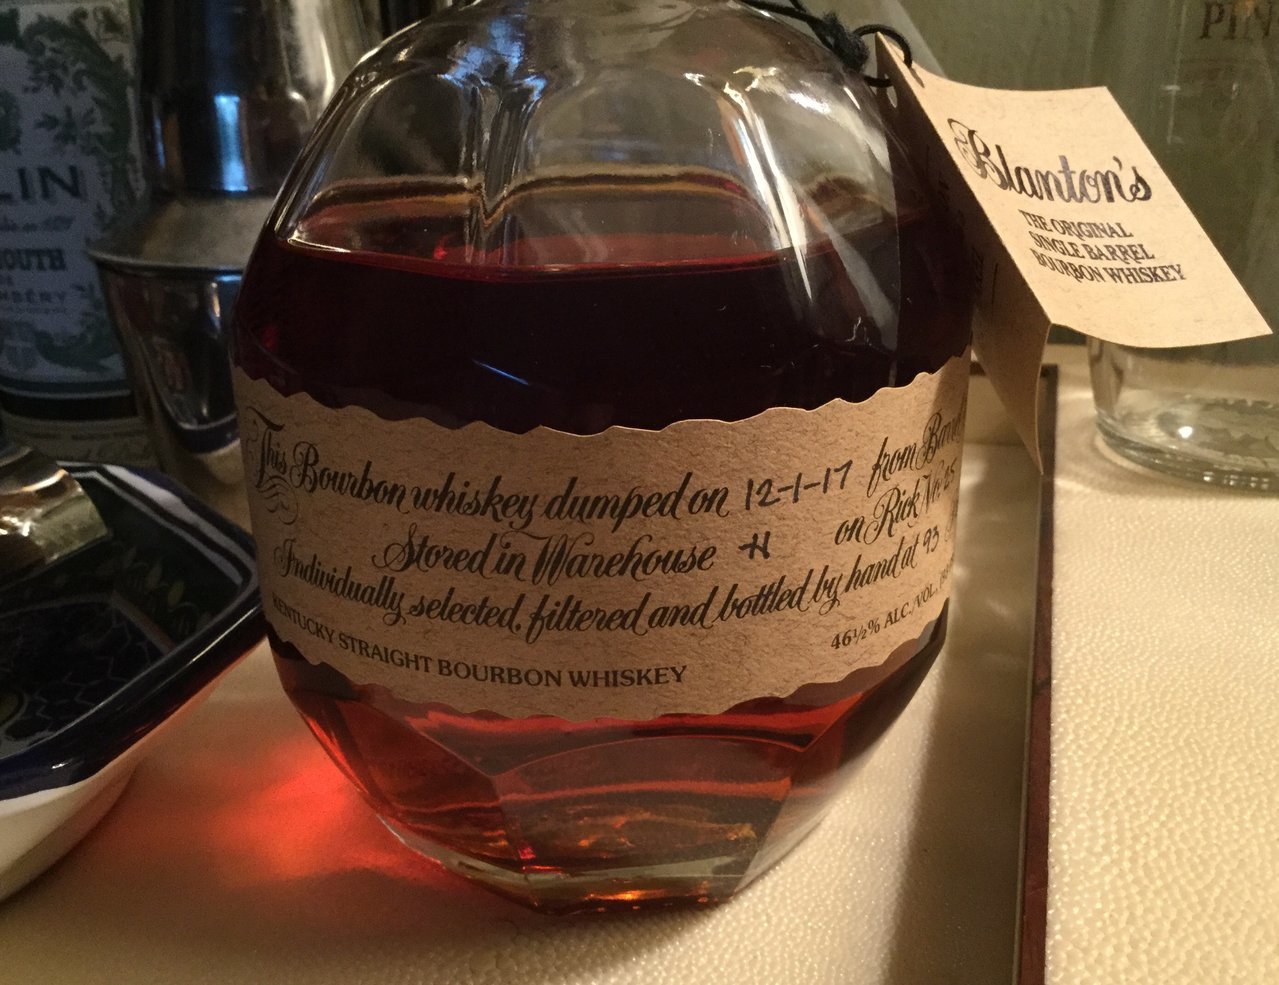 Blanton's
THE ORIGINAL
SINGLE BARREL
BOURBON WHISKEY
This Bourbon whiskey dumped on 12-1-17 from Barrel
Stored in Warehouse H on Rick No. 25
Individually selected, filtered and bottled by hand at 93
KENTUCKY STRAIGHT BOURBON WHISKEY 46½% ALC./VOL.
LIN
OUTH
PIN